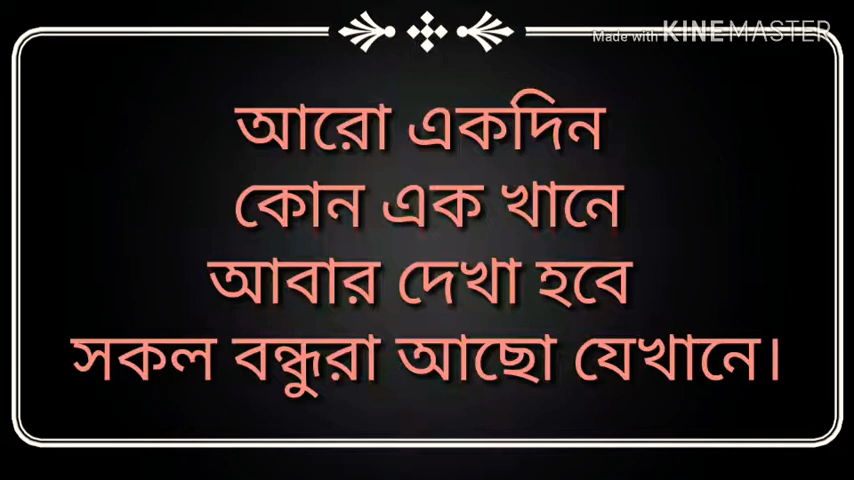 Made with KINEMASTER
আরো একদিন
কোন এক খানে
আবার দেখা হবে
সকল বন্ধুরা আছো যেখানে।